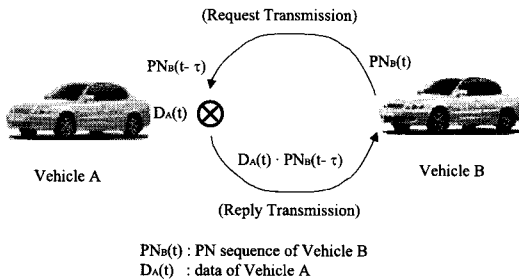 (Request Transmission)
PNB(t- τ)
PNB(t)
DA(t)
DA(t) · PNB(t- τ)
Vehicle A
Vehicle B
(Reply Transmission)
PNB(t) : PN sequence of Vehicle B
DA(t) : data of Vehicle A